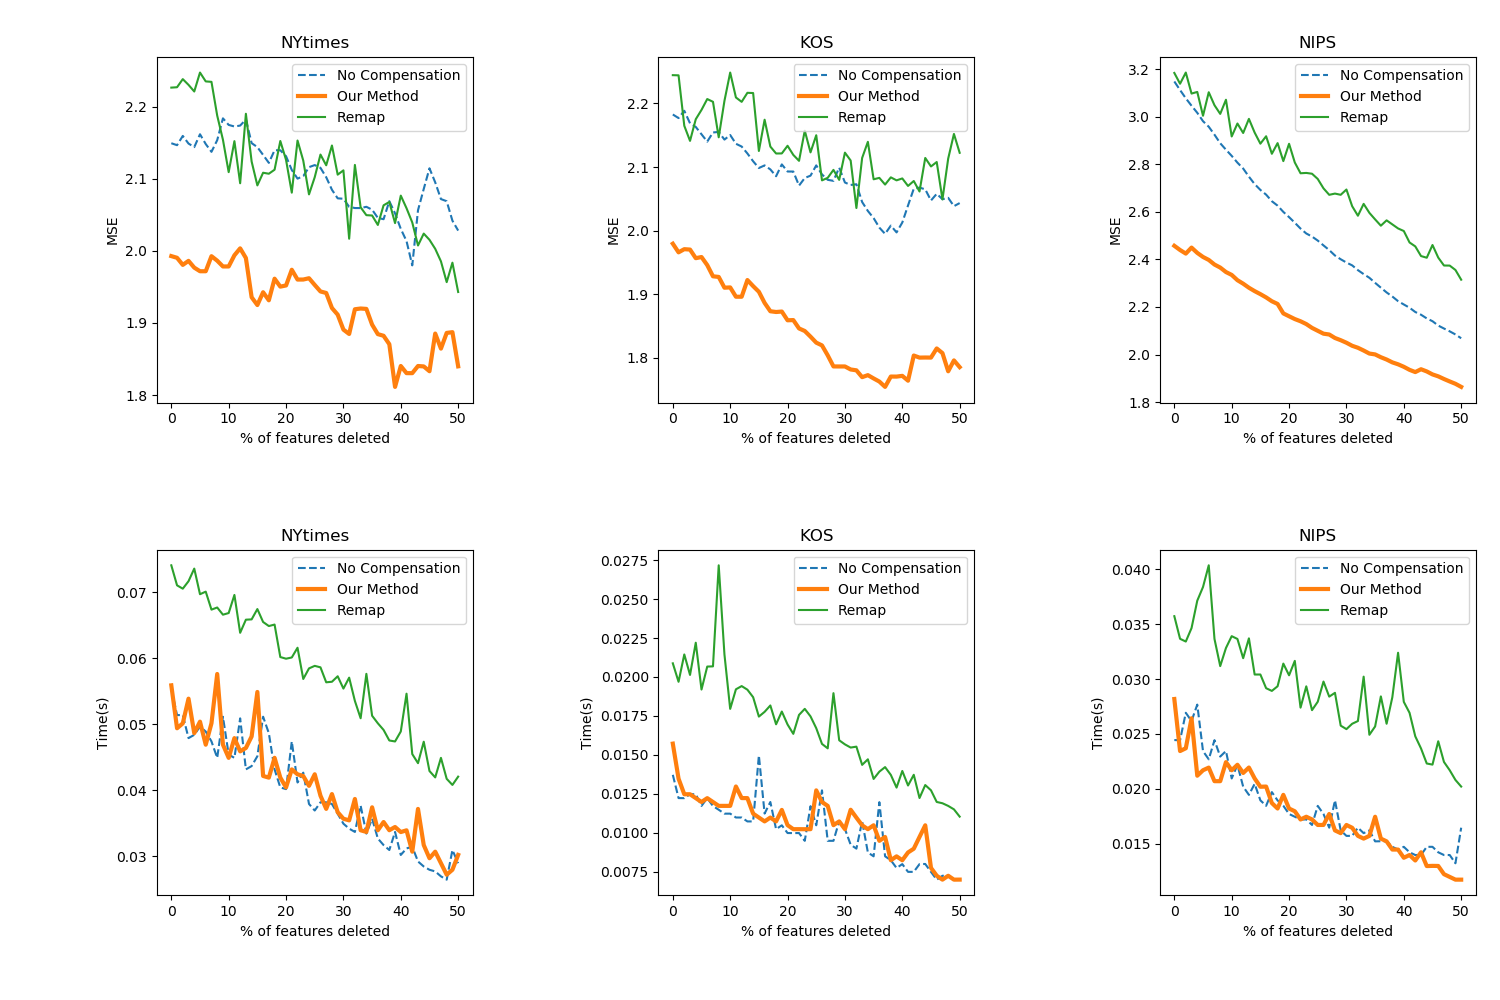 NYtimes
No Compensation
Our Method
Remap
2.2
2.1
2.0
1.9
1.8
MSE
0 10 20 30 40 50
% of features deleted
KOS
No Compensation
Our Method
Remap
2.2
2.1
2.0
1.9
1.8
MSE
0 10 20 30 40 50
% of features deleted
NIPS
No Compensation
Our Method
Remap
3.2
3.0
2.8
2.6
2.4
2.2
2.0
1.8
MSE
0 10 20 30 40 50
% of features deleted
NYtimes
No Compensation
Our Method
Remap
0.07
0.06
0.05
0.04
0.03
Time(s)
0 10 20 30 40 50
% of features deleted
KOS
No Compensation
Our Method
Remap
0.0275
0.0250
0.0225
0.0200
0.0175
0.0150
0.0125
0.0100
0.0075
Time(s)
0 10 20 30 40 50
% of features deleted
NIPS
No Compensation
Our Method
Remap
0.040
0.035
0.030
0.025
0.020
0.015
Time(s)
0 10 20 30 40 50
% of features deleted